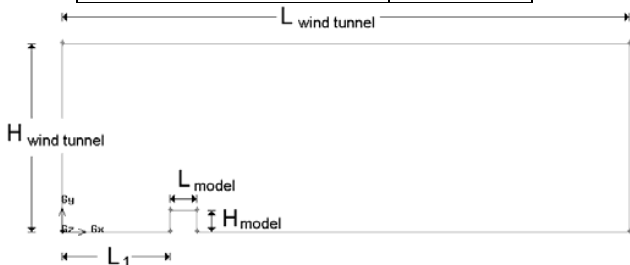 L wind tunnel
H wind tunnel
L model
Gy
H model
Gz Gx
L 1